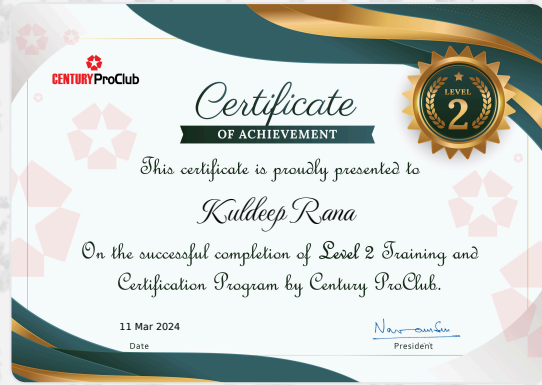 CENTURY ProClub
Certificate
OF ACHIEVEMENT
LEVEL
2
This certificate is proudly presented to
Kuldeep Rana
On the successful completion of Level 2 Training and
Certification Program by Century ProClub.
11 Mar 2024
Date
President